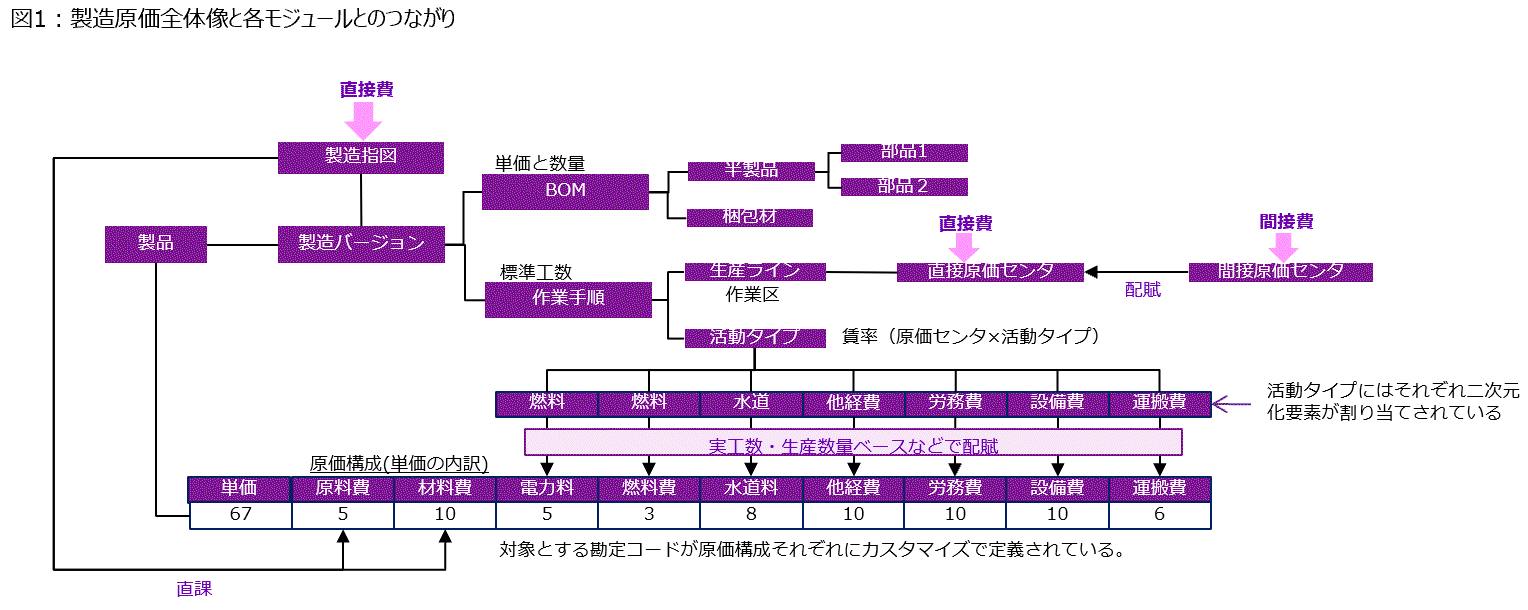 図1：製造原価全体像と各モジュールとのつながり
直接費
製造指図
単価と数量
BOM
半製品
部品1
部品２
梱包材
製品
製造バージョン
直接費
間接費
標準工数
作業手順
生産ライン
作業区
直接原価センタ
配賦
間接原価センタ
活動タイプ
賃率（原価センタ×活動タイプ）
燃料 燃料 水道 他経費 労務費 設備費 運搬費
活動タイプにはそれぞれ二次元
化要素が割り当てされている
実工数・生産数量ベースなどで配賦
原価構成(単価の内訳)
単価 原料費 材料費 電力料 燃料費 水道料 他経費 労務費 設備費 運搬費
67 5 10 5 3 8 10 10 10 6
対象とする勘定コードが原価構成それぞれにカスタマイズで定義されている。
直課